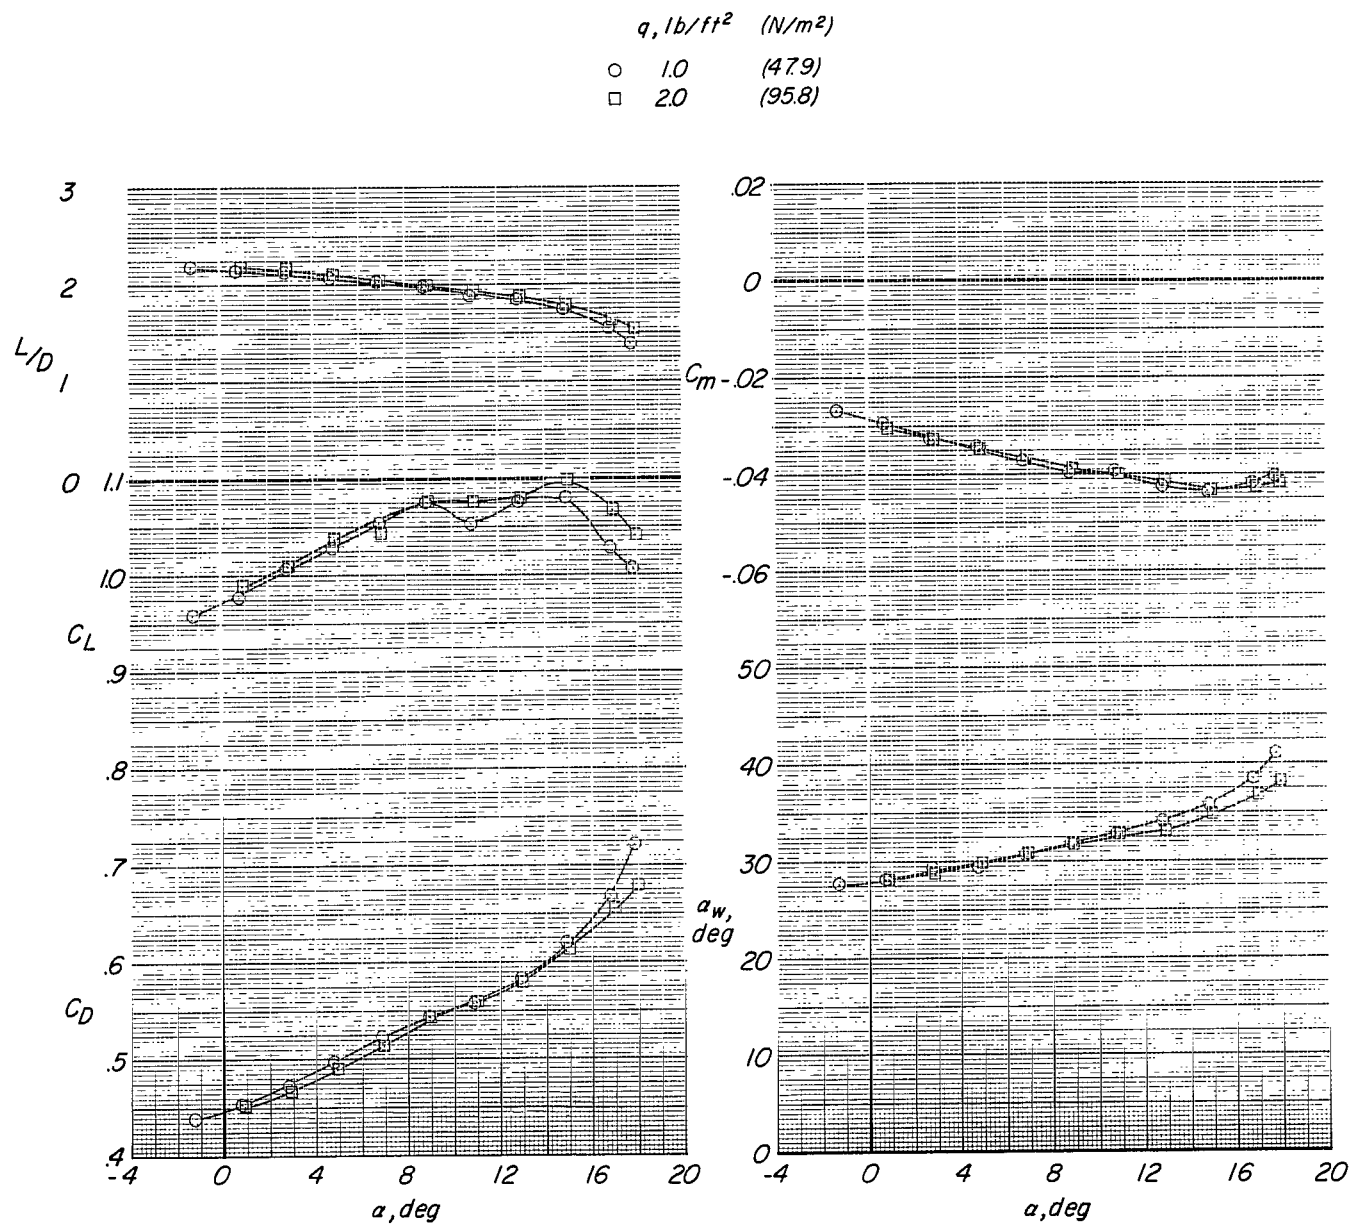 q, lb/ft² (N/m²)
○ 1.0 (47.9)
□ 2.0 (95.8)
3
2
L/D
1
0
1.1
1.0
C_L
.9
.8
.7
.6
C_D
.5
.4
-4 0 4 8 12 16 20
α, deg
.02
0
C_m -.02
-.04
-.06
50
40
30
α_w,
deg
20
10
0
-4 0 4 8 12 16 20
α, deg